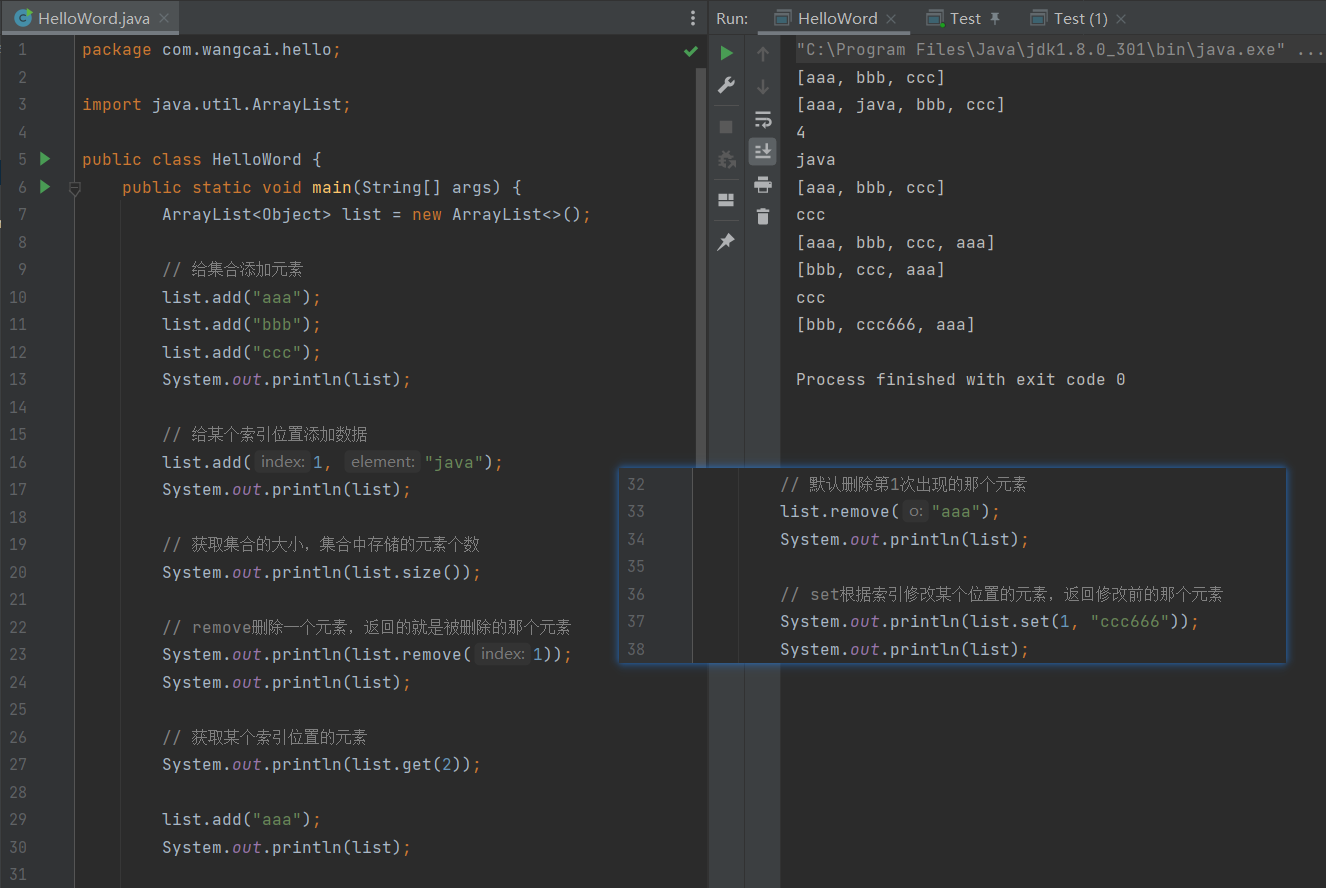 HelloWord.java
1 package com.wangcai.hello;
2
3 import java.util.ArrayList;
4
5 public class HelloWord {
6 public static void main(String[] args) {
7 ArrayList<Object> list = new ArrayList<>();
8
9 // 给集合添加元素
10 list.add("aaa");
11 list.add("bbb");
12 list.add("ccc");
13 System.out.println(list);
14
15 // 给某个索引位置添加数据
16 list.add( index: 1, element: "java");
17 System.out.println(list);
18
19 // 获取集合的大小，集合中存储的元素个数
20 System.out.println(list.size());
21
22 // remove删除一个元素，返回的就是被删除的那个元素
23 System.out.println(list.remove( index: 1));
24 System.out.println(list);
25
26 // 获取某个索引位置的元素
27 System.out.println(list.get(2));
28
29 list.add("aaa");
30 System.out.println(list);
31
32 // 默认删除第1次出现的那个元素
33 list.remove( o: "aaa");
34 System.out.println(list);
35
36 // set根据索引修改某个位置的元素，返回修改前的那个元素
37 System.out.println(list.set(1, "ccc666"));
38 System.out.println(list);
Run: HelloWord Test Test (1)
"C:\Program Files\Java\jdk1.8.0_301\bin\java.exe" ...
[aaa, bbb, ccc]
[aaa, java, bbb, ccc]
4
java
[aaa, bbb, ccc]
ccc
[aaa, bbb, ccc, aaa]
[bbb, ccc, aaa]
ccc
[bbb, ccc666, aaa]
Process finished with exit code 0